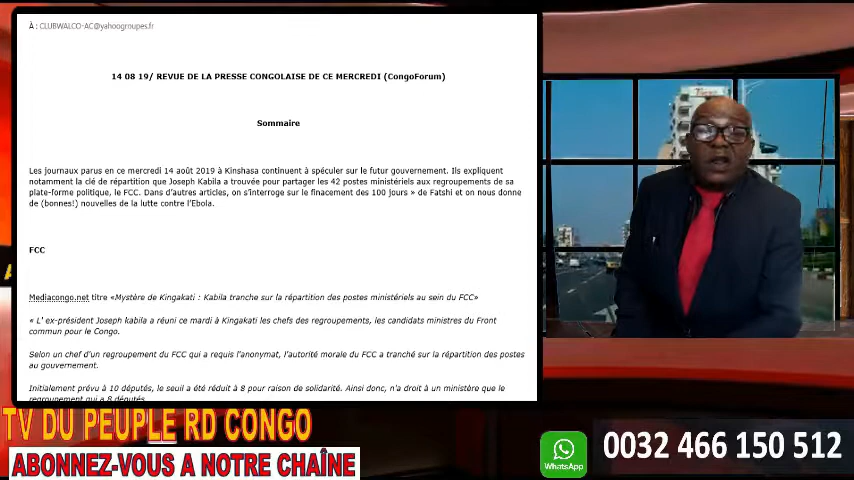 À : CLUBWALCO-AC@yahoogroupes.fr
14 08 19/ REVUE DE LA PRESSE CONGOLAISE DE CE MERCREDI (CongoForum)
Sommaire
Les journaux parus en ce mercredi 14 août 2019 à Kinshasa continuent à spéculer sur le futur gouvernement. Ils expliquent
notamment la clé de répartition que Joseph Kabila a trouvée pour partager les 42 postes ministériels aux regroupements de sa
plate-forme politique, le FCC. Dans d'autres articles, on s'interroge sur le finacement des 100 jours » de Fatshi et on nous donne
de (bonnes!) nouvelles de la lutte contre l'Ebola.
FCC
Mediacongo.net titre «Mystère de Kingakati : Kabila tranche sur la répartition des postes ministériels au sein du FCC»
« L' ex-président Joseph kabila a réuni ce mardi à Kingakati les chefs des regroupements, les candidats ministres du Front
commun pour le Congo.
Selon un chef d'un regroupement du FCC qui a requis l'anonymat, l'autorité morale du FCC a tranché sur la répartition des postes
au gouvernement.
Initialement prévu à 10 députés, le seuil a été réduit à 8 pour raison de solidarité. Ainsi donc, n'a droit à un ministère que le
regroupement qui a 8 députés
TV DU PEUPLE RD CONGO
ABONNEZ-VOUS A NOTRE CHAÎNE
WhatsApp
0032 466 150 512